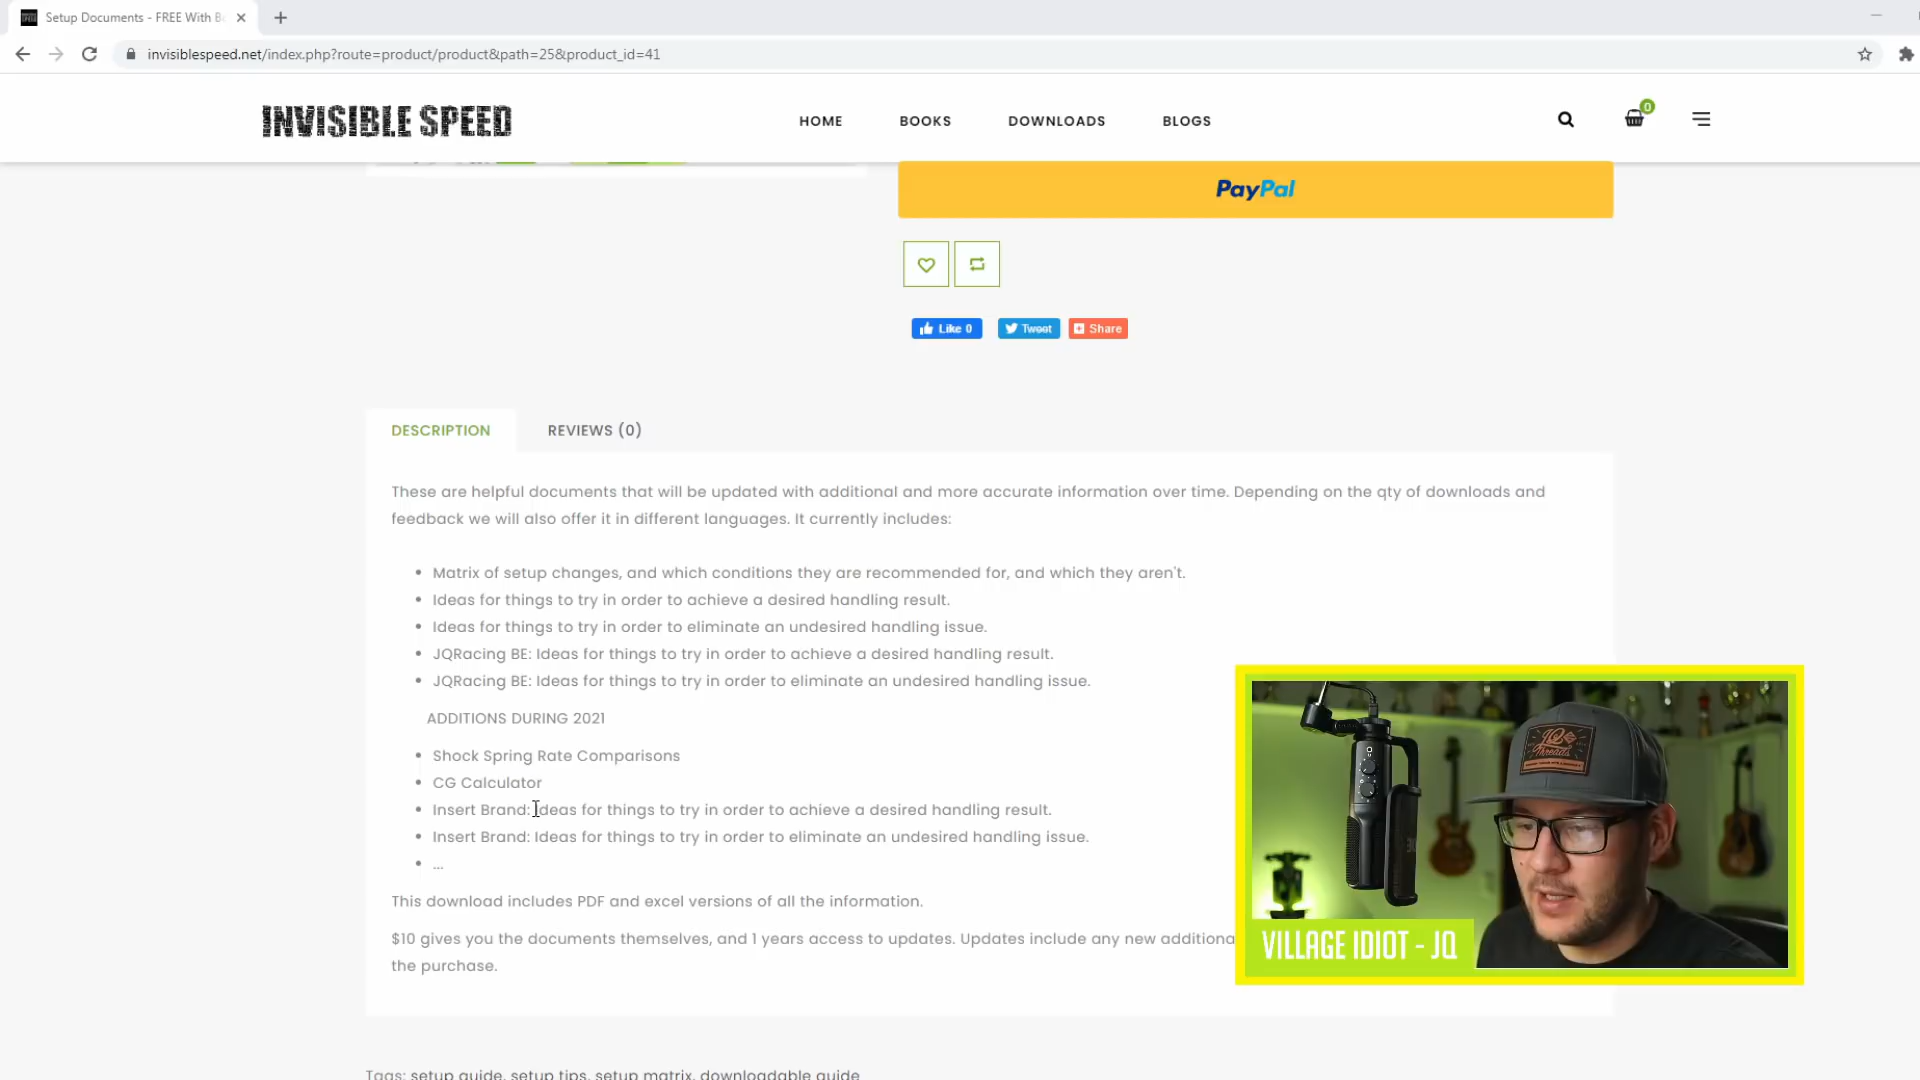 Setup Documents - FREE With B
invisiblespeed.net/index.php?route=product/product&path=25&product_id=41
INVISIBLE SPEED
HOME
BOOKS
DOWNLOADS
BLOGS
0
PayPal
Like 0
Tweet
Share
DESCRIPTION
REVIEWS (0)
These are helpful documents that will be updated with additional and more accurate information over time. Depending on the qty of downloads and
feedback we will also offer it in different languages. It currently includes:
• Matrix of setup changes, and which conditions they are recommended for, and which they aren't.
• Ideas for things to try in order to achieve a desired handling result.
• Ideas for things to try in order to eliminate an undesired handling issue.
• JQRacing BE: Ideas for things to try in order to achieve a desired handling result.
• JQRacing BE: Ideas for things to try in order to eliminate an undesired handling issue.
ADDITIONS DURING 2021
• Shock Spring Rate Comparisons
• CG Calculator
• Insert Brand: Ideas for things to try in order to achieve a desired handling result.
• Insert Brand: Ideas for things to try in order to eliminate an undesired handling issue.
• ...
This download includes PDF and excel versions of all the information.
$10 gives you the documents themselves, and 1 years access to updates. Updates include any new additiona
the purchase.
JQ
Threads
VILLAGE IDIOT - JQ
Tags: setup guide, setup tips, setup matrix, downloadable guide